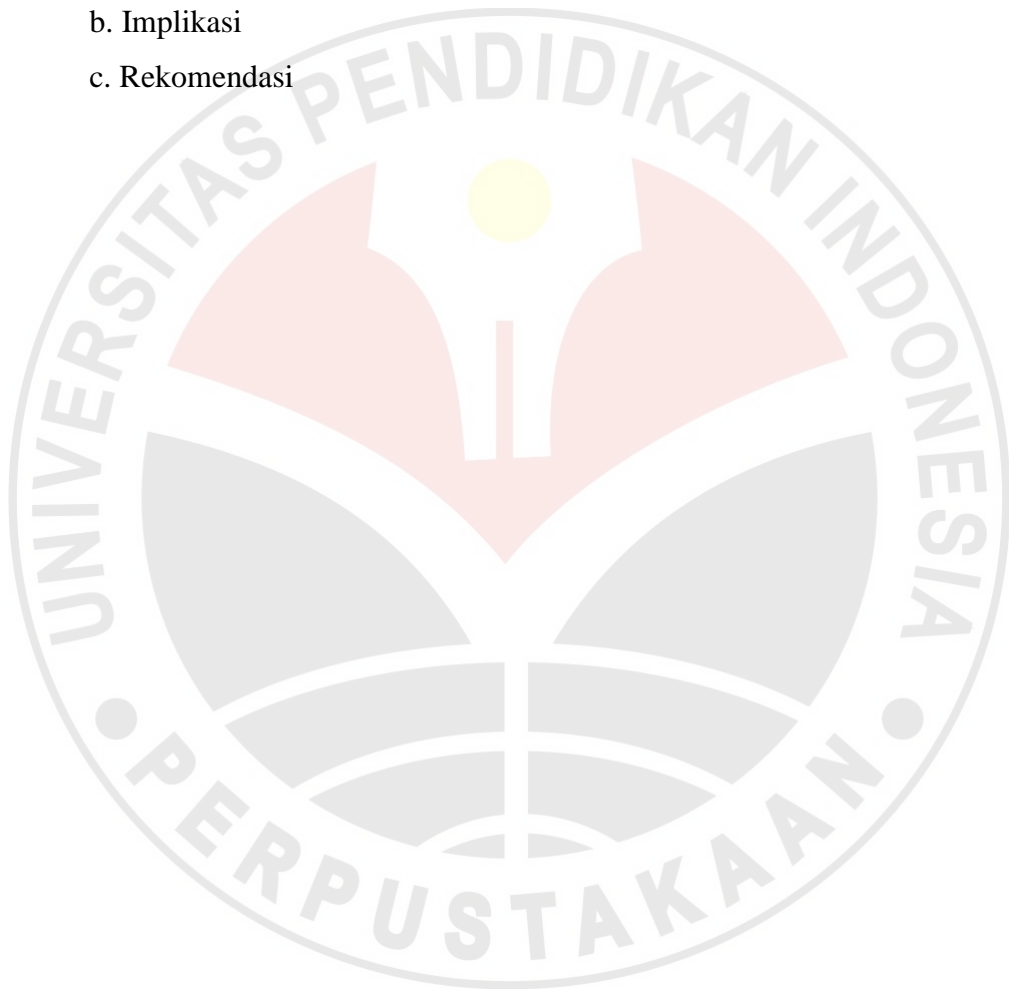 b. Implikasi
c. Rekomendasi
UNIVERSITAS PENDIDIKAN INDONESIA
PERPUSTAKAAN